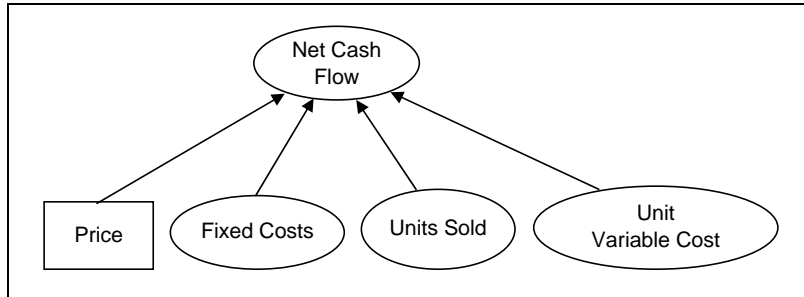 Net Cash
Flow
Price
Fixed Costs
Units Sold
Unit
Variable Cost